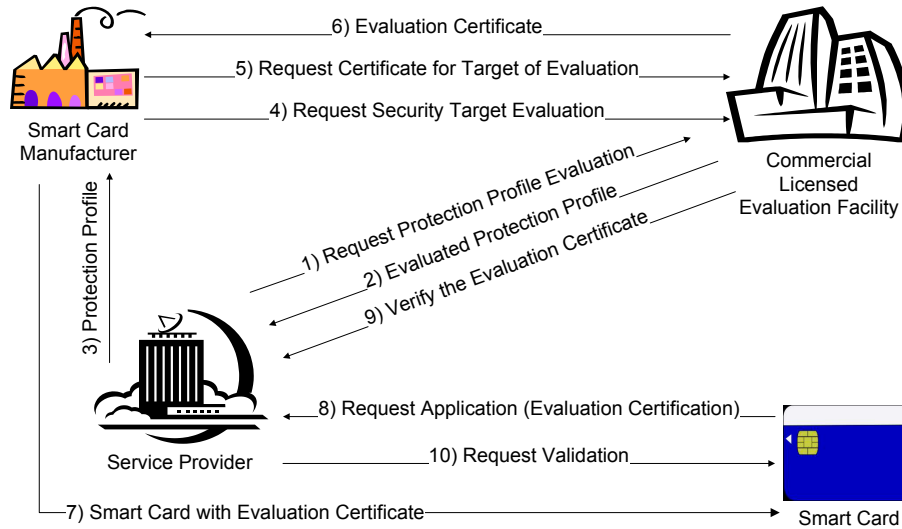 6) Evaluation Certificate
5) Request Certificate for Target of Evaluation
4) Request Security Target Evaluation
Smart Card
Manufacturer
Commercial
Licensed
Evaluation Facility
3) Protection Profile
1) Request Protection Profile Evaluation
2) Evaluated Protection Profile
9) Verify the Evaluation Certificate
8) Request Application (Evaluation Certification)
Service Provider
10) Request Validation
7) Smart Card with Evaluation Certificate
Smart Card